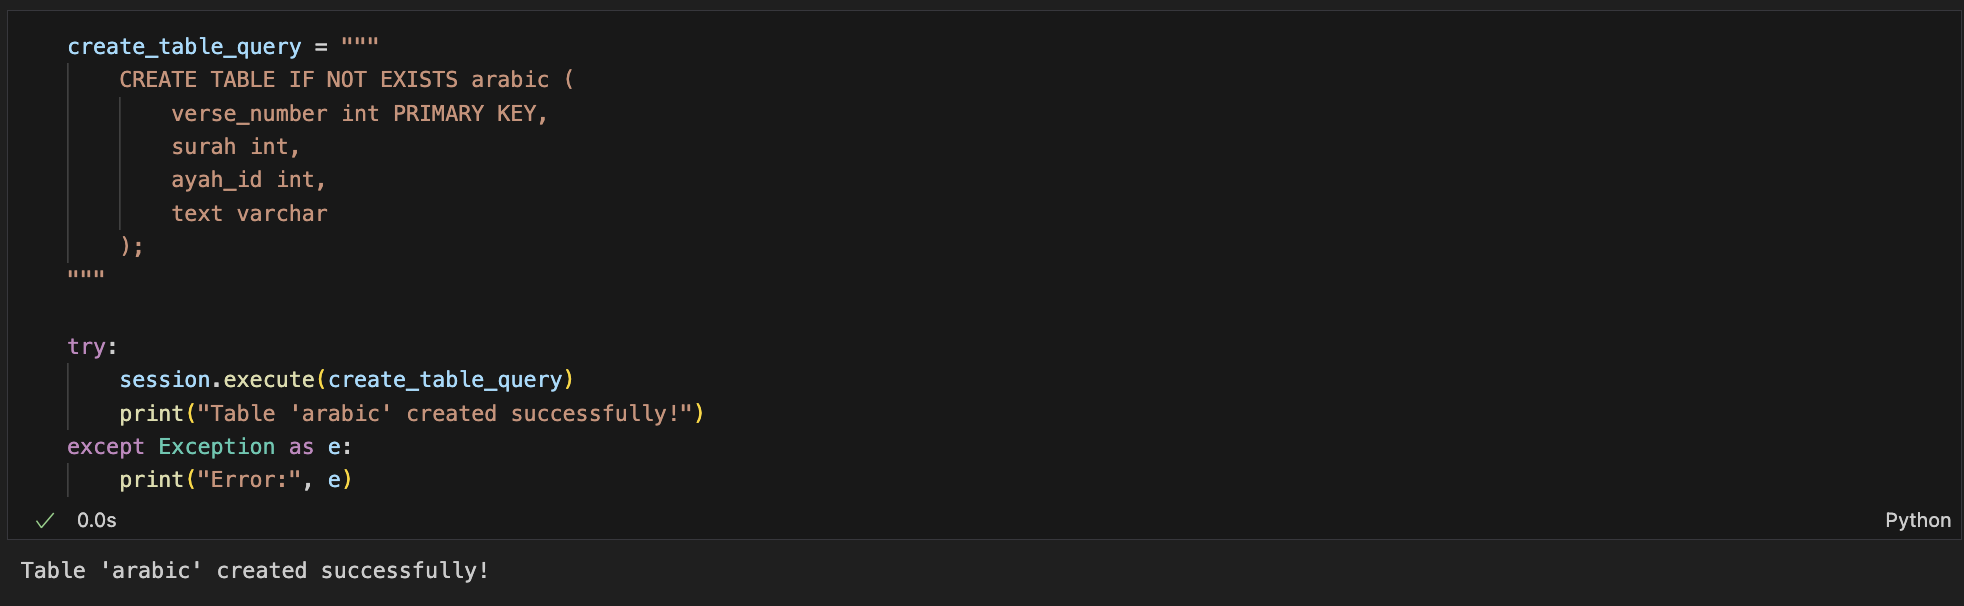 create_table_query = """
    CREATE TABLE IF NOT EXISTS arabic (
        verse_number int PRIMARY KEY,
        surah int,
        ayah_id int,
        text varchar
    );
"""
try:
    session.execute(create_table_query)
    print("Table 'arabic' created successfully!")
except Exception as e:
    print("Error:", e)
✓ 0.0s Python
Table 'arabic' created successfully!